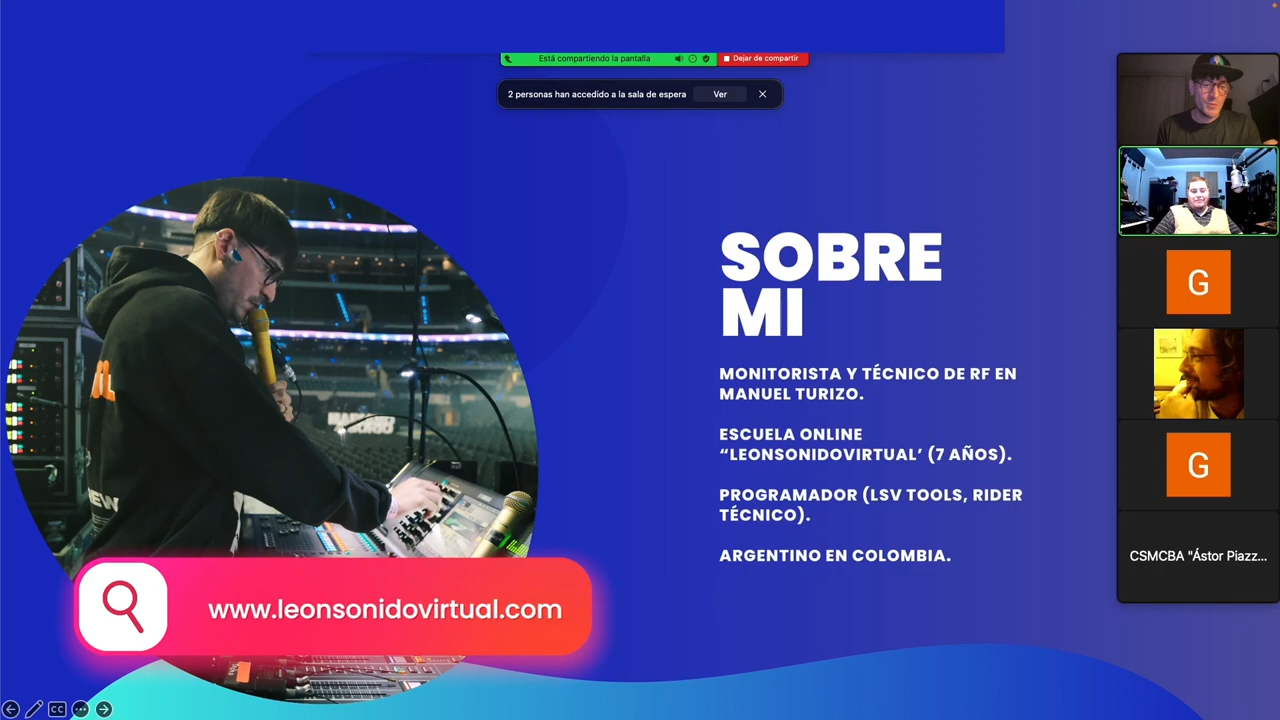 Está compartiendo la pantalla
Dejar de compartir
2 personas han accedido a la sala de espera
Ver
SOBRE
MI
MONITORISTA Y TÉCNICO DE RF EN
MANUEL TURIZO.
ESCUELA ONLINE
“LEONSONIDOVIRTUAL’ (7 AÑOS).
PROGRAMADOR (LSV TOOLS, RIDER
TÉCNICO).
ARGENTINO EN COLOMBIA.
www.leonsonidovirtual.com
G
G
CSMCBA "Ástor Piazz...
CC